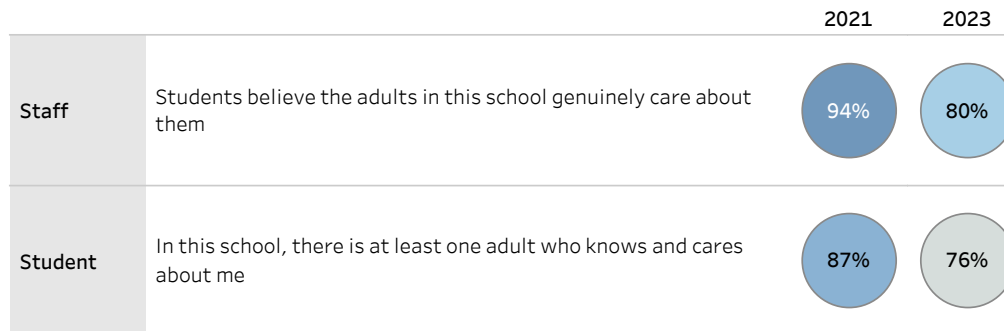 2021 2023
Staff
Students believe the adults in this school genuinely care about
them
94% 80%
Student
In this school, there is at least one adult who knows and cares
about me
87% 76%